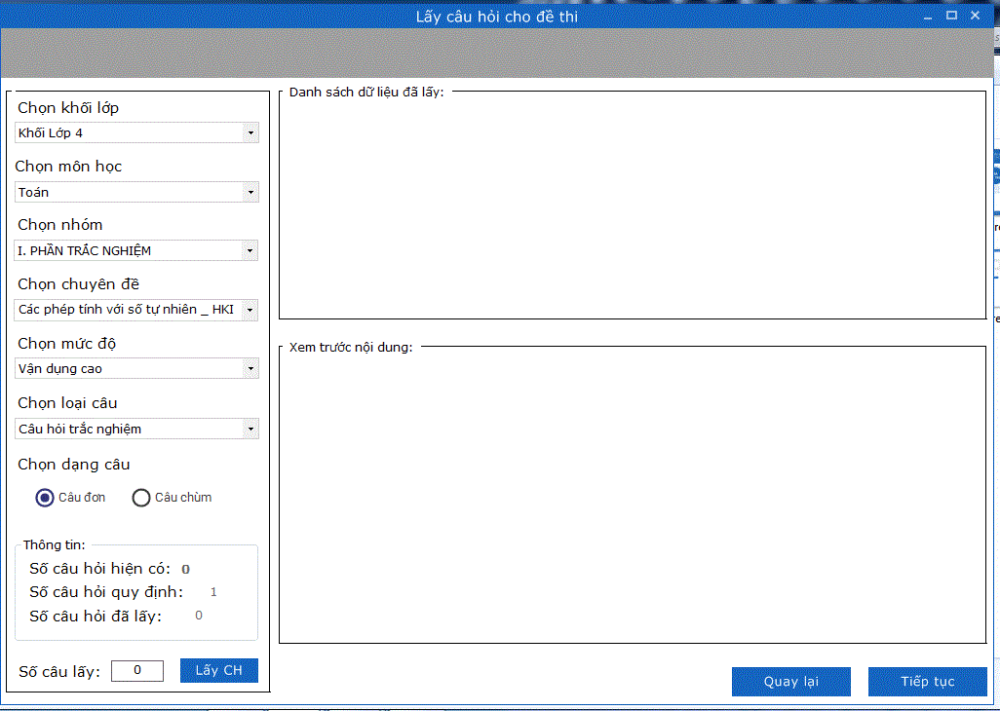 Lấy câu hỏi cho đề thi
Chọn khối lớp
Khối Lớp 4
Chọn môn học
Toán
Chọn nhóm
I. PHẦN TRẮC NGHIỆM
Chọn chuyên đề
Các phép tính với số tự nhiên _ HKI
Chọn mức độ
Vận dụng cao
Chọn loại câu
Câu hỏi trắc nghiệm
Chọn dạng câu
Câu đơn Câu chùm
Thông tin:
Số câu hỏi hiện có: 0
Số câu hỏi quy định: 1
Số câu hỏi đã lấy: 0
Số câu lấy: 0 Lấy CH
Danh sách dữ liệu đã lấy:
Xem trước nội dung:
Quay lại Tiếp tục